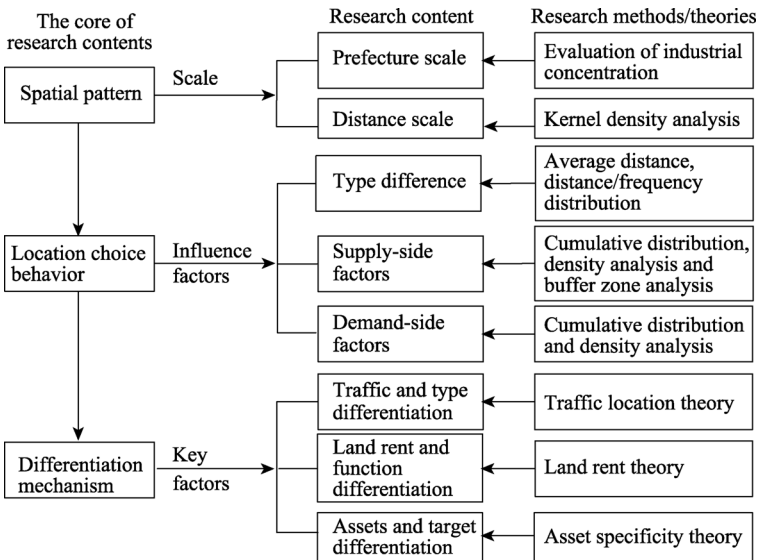 The core of
research contents
Research content
Research methods/theories
Spatial pattern
Scale
Prefecture scale
Evaluation of industrial
concentration
Distance scale
Kernel density analysis
Location choice
behavior
Influence
factors
Type difference
Average distance,
distance/frequency
distribution
Supply-side
factors
Cumulative distribution,
density analysis and
buffer zone analysis
Demand-side
factors
Cumulative distribution
and density analysis
Differentiation
mechanism
Key
factors
Traffic and type
differentiation
Traffic location theory
Land rent and
function
differentiation
Land rent theory
Assets and target
differentiation
Asset specificity theory